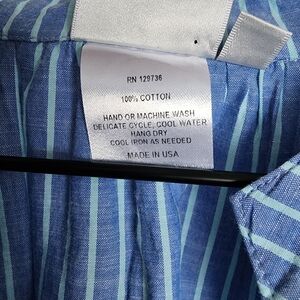 RN 129736
100% COTTON
HAND OR MACHINE WASH
DELICATE CYCLE, COOL WATER
HANG DRY
COOL IRON AS NEEDED
MADE IN USA